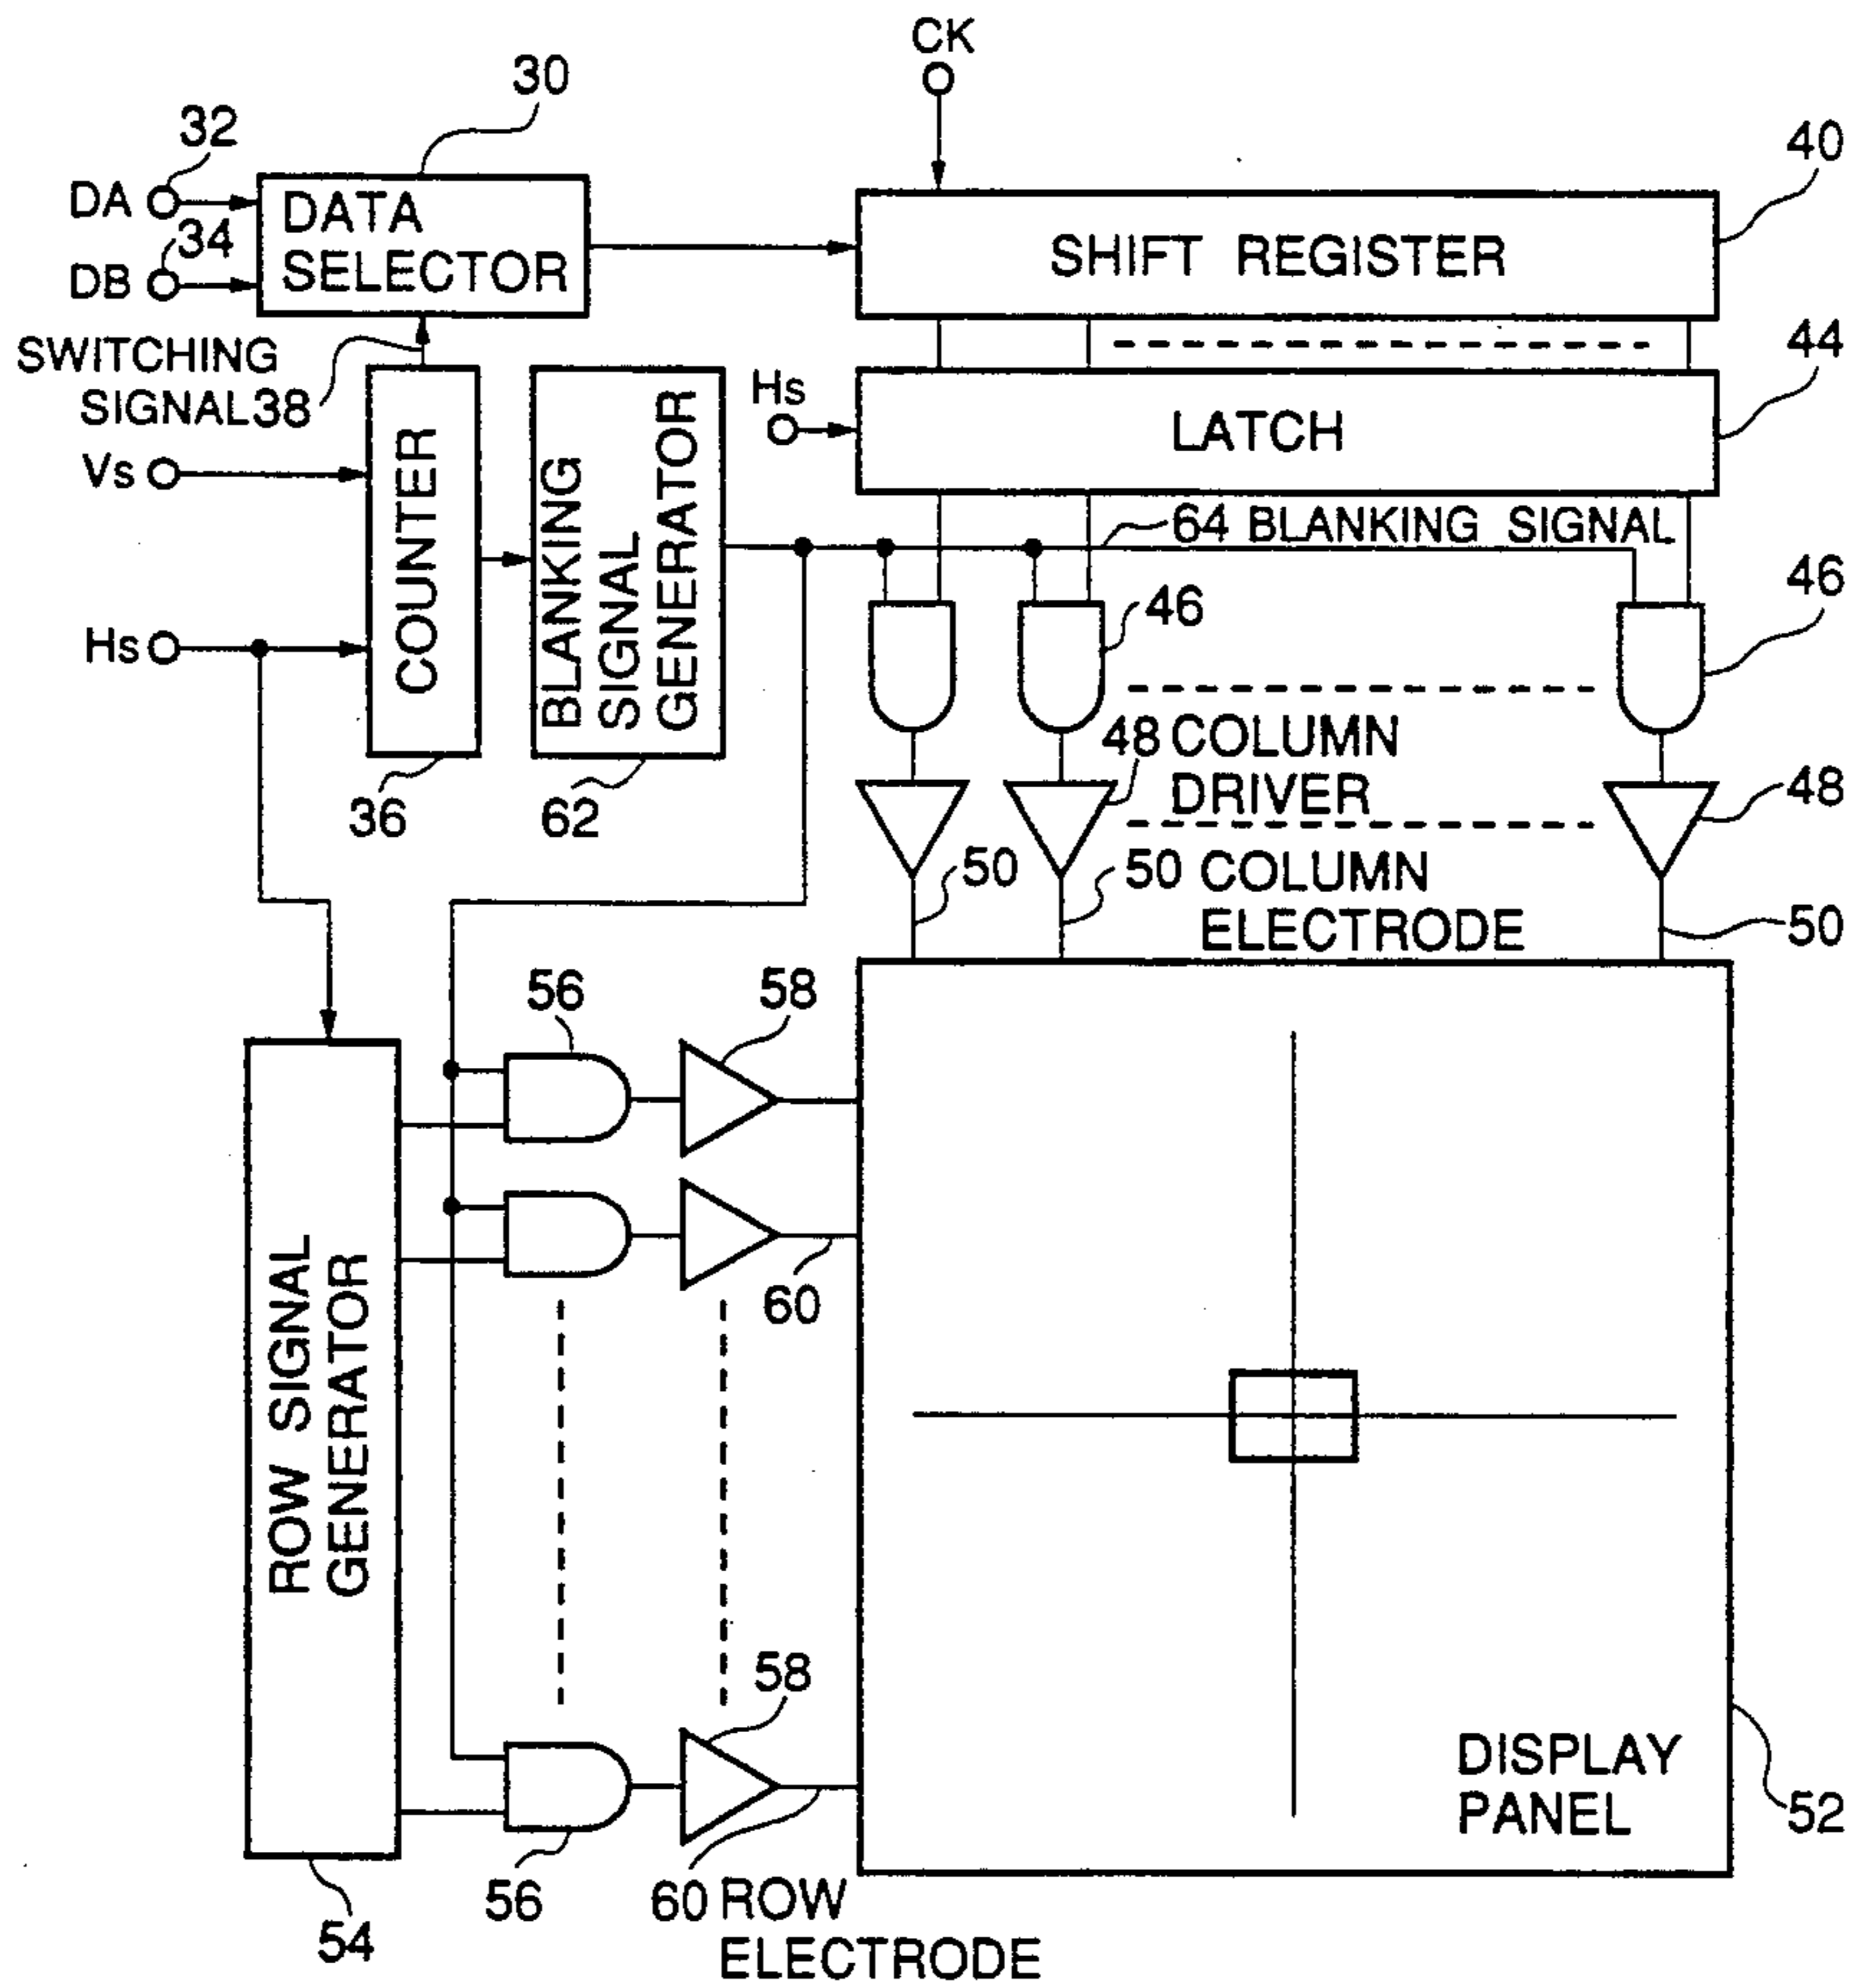 CK
30
32
40
DA
DATA
SELECTOR
34
DB
SHIFT REGISTER
SWITCHING
SIGNAL38
44
Hs
LATCH
Vs
COUNTER
BLANKING
SIGNAL
GENERATOR
64 BLANKING SIGNAL
46
46
Hs
48 COLUMN
DRIVER
48
36
62
50
50 COLUMN
ELECTRODE
50
56
58
ROW SIGNAL
GENERATOR
60
58
DISPLAY
PANEL
52
56
60 ROW
ELECTRODE
54